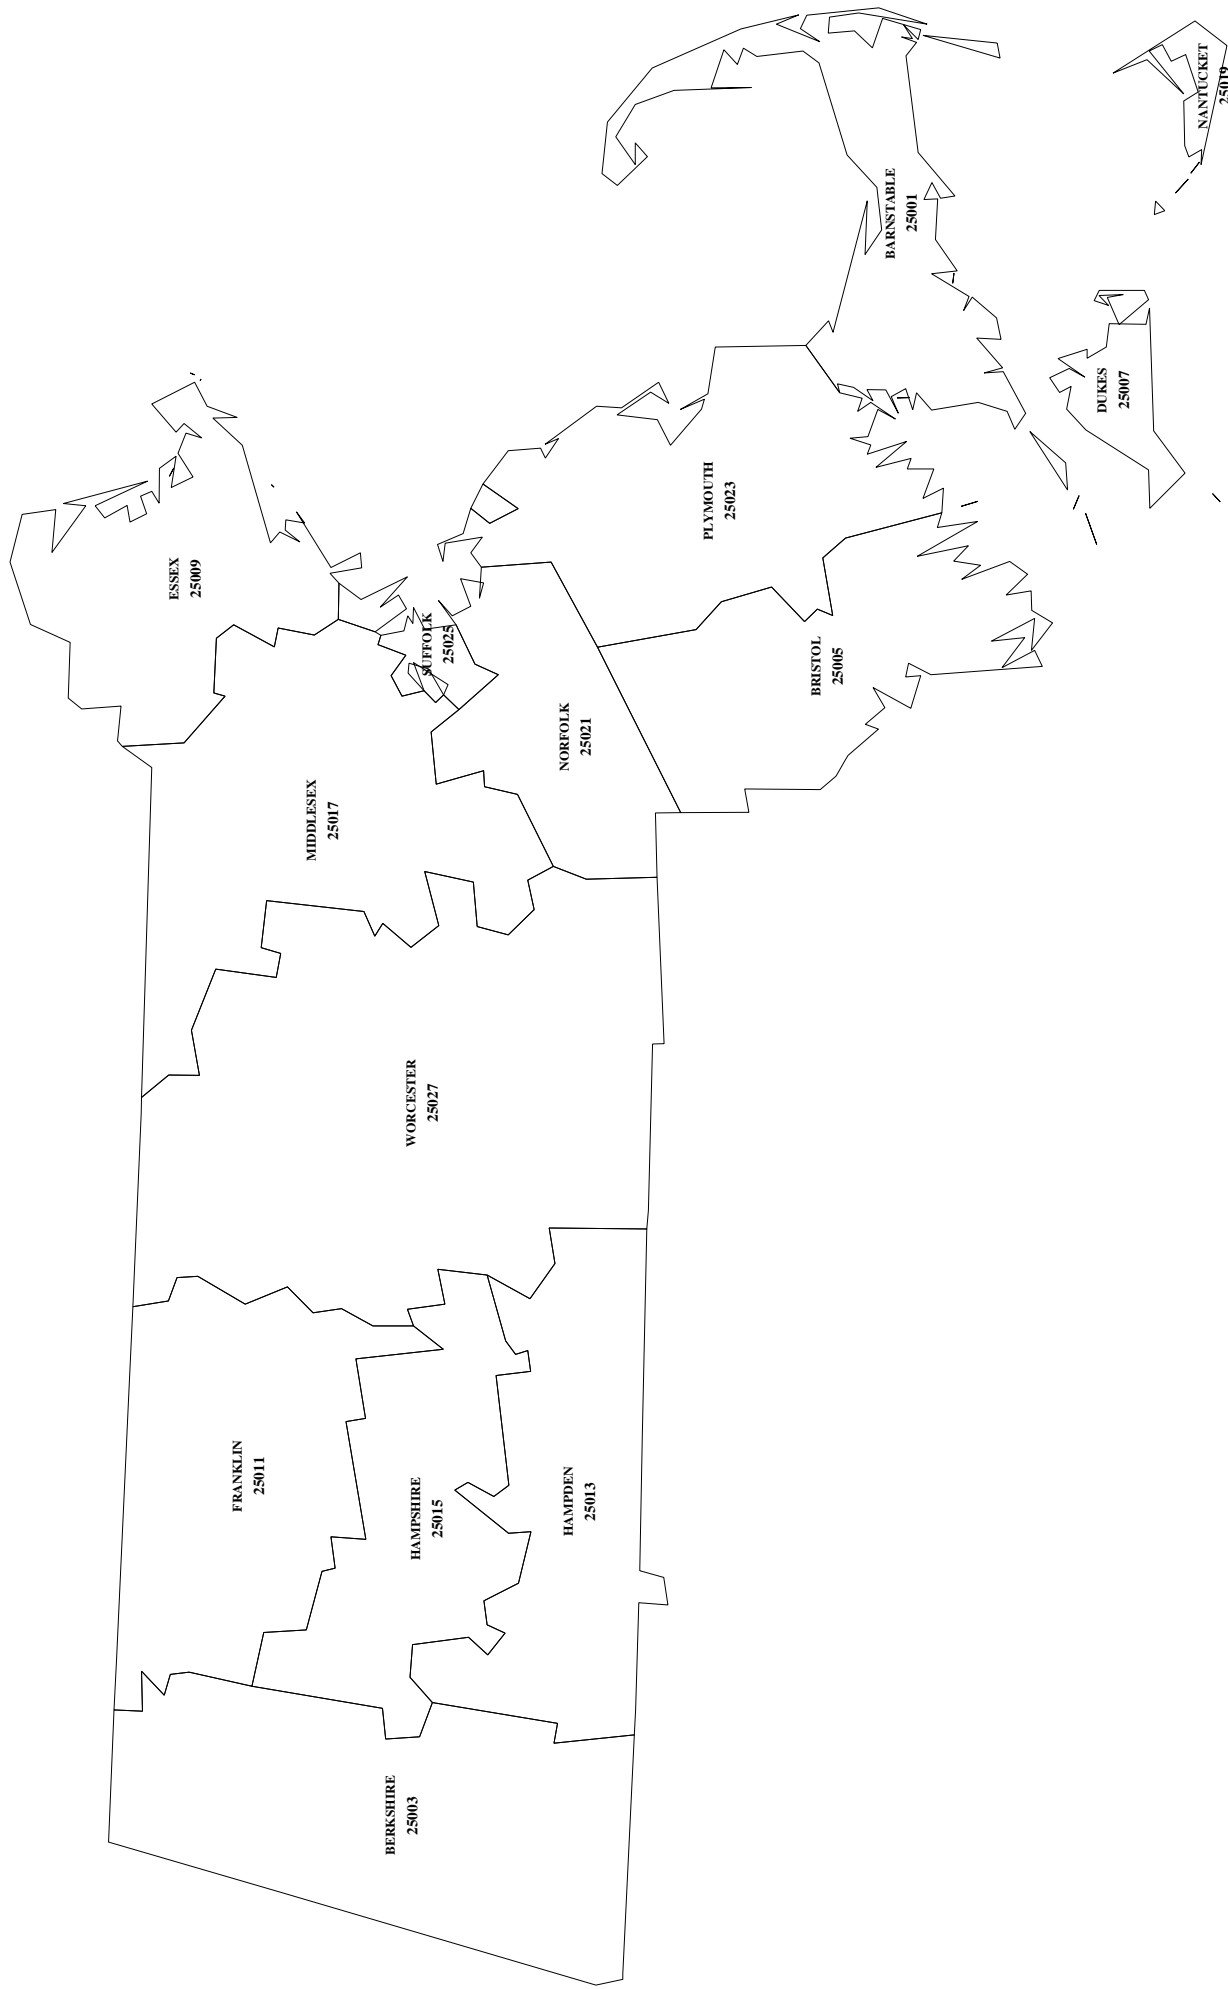 BERKSHIRE
25003
FRANKLIN
25011
HAMPSHIRE
25015
HAMPDEN
25013
WORCESTER
25027
MIDDLESEX
25017
ESSEX
25009
SUFFOLK
25025
NORFOLK
25021
BRISTOL
25005
PLYMOUTH
25023
BARNSTABLE
25001
DUKES
25007
NANTUCKET
25019